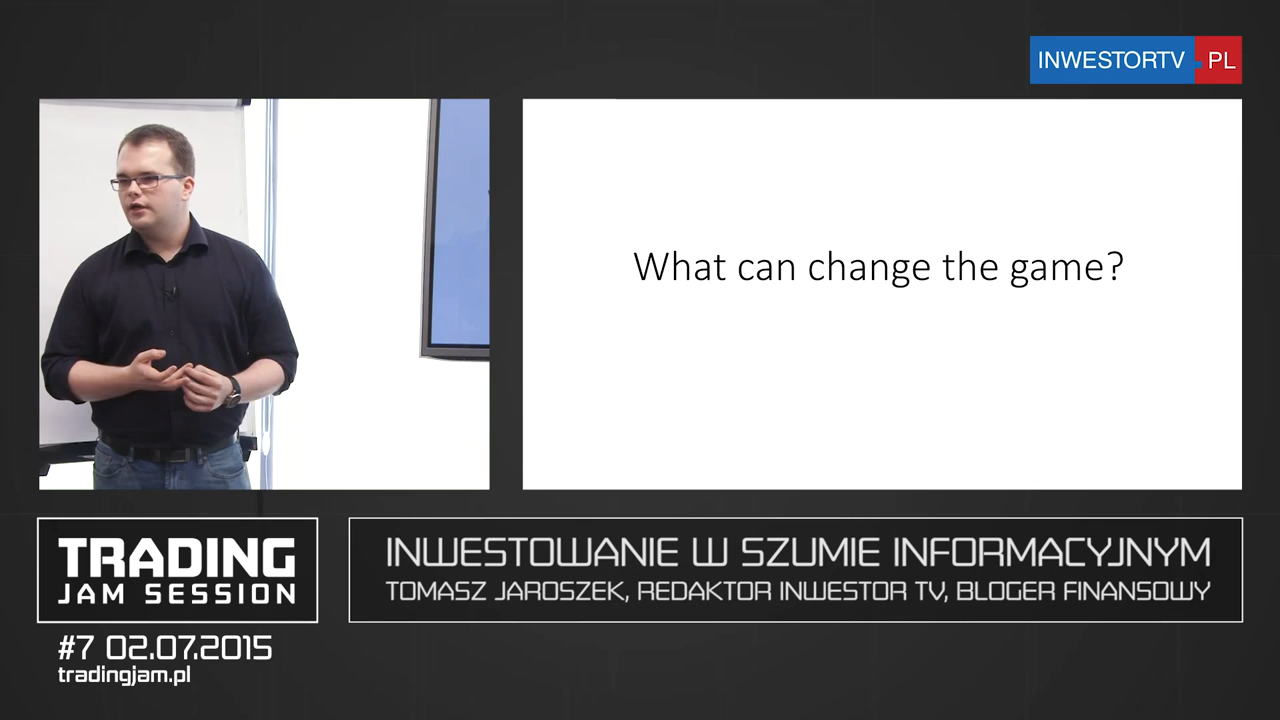 INWESTORTV.PL
What can change the game?
TRADING
JAM SESSION
INWESTOWANIE W SZUMIE INFORMACYJNYM
TOMASZ JAROSZEK, REDAKTOR INWESTOR TV, BLOGER FINANSOWY
#7 02.07.2015
tradingjam.pl